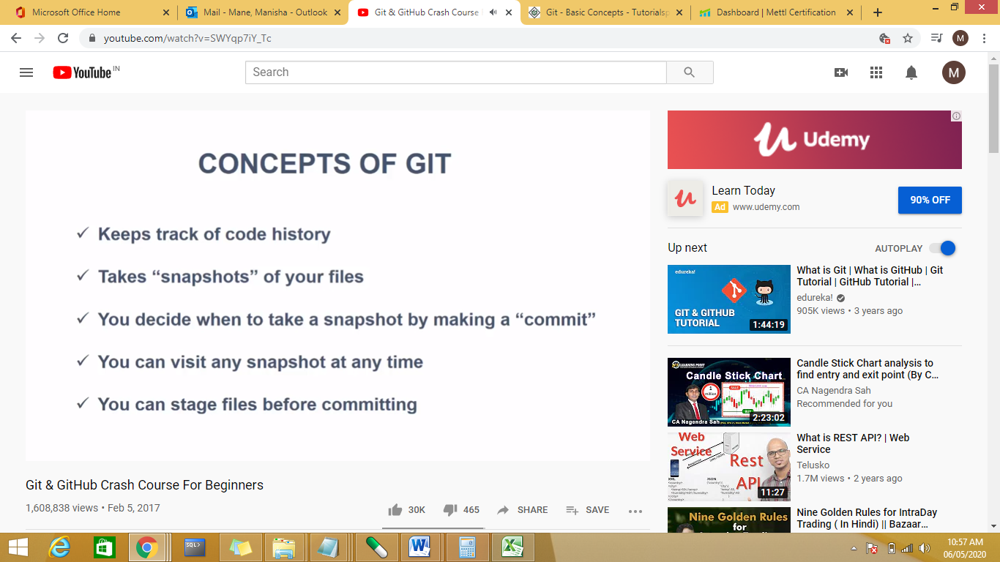 Microsoft Office Home
Mail - Mane, Manisha - Outlook
Git & GitHub Crash Course
Git - Basic Concepts - Tutorialsp
Dashboard | Mettl Certification
youtube.com/watch?v=SWYqp7iY_Tc
M
YouTube IN
Search
M
CONCEPTS OF GIT
✓ Keeps track of code history
✓ Takes “snapshots” of your files
✓ You decide when to take a snapshot by making a “commit”
✓ You can visit any snapshot at any time
✓ You can stage files before committing
Git & GitHub Crash Course For Beginners
1,608,838 views • Feb 5, 2017
30K
465
SHARE
SAVE
Udemy
Learn Today
Ad www.udemy.com
90% OFF
Up next
AUTOPLAY
edureka!
GIT & GITHUB
TUTORIAL
1:44:19
What is Git | What is GitHub | Git
Tutorial | GitHub Tutorial |...
edureka!
905K views • 3 years ago
LEARNING POINT
Candle Stick Chart
1
million
SALE
BUY
CA Nagendra Sah
2:23:02
Candle Stick Chart analysis to
find entry and exit point (By C...
CA Nagendra Sah
Recommended for you
Web
Service
Rest
API
XML
JSON
11:27
What is REST API? | Web
Service
Telusko
1.7M views • 2 years ago
Nine Golden Rules
for
Nine Golden Rules for IntraDay
Trading ( In Hindi) || Bazaar...
SQL>
10:57 AM
06/05/2020